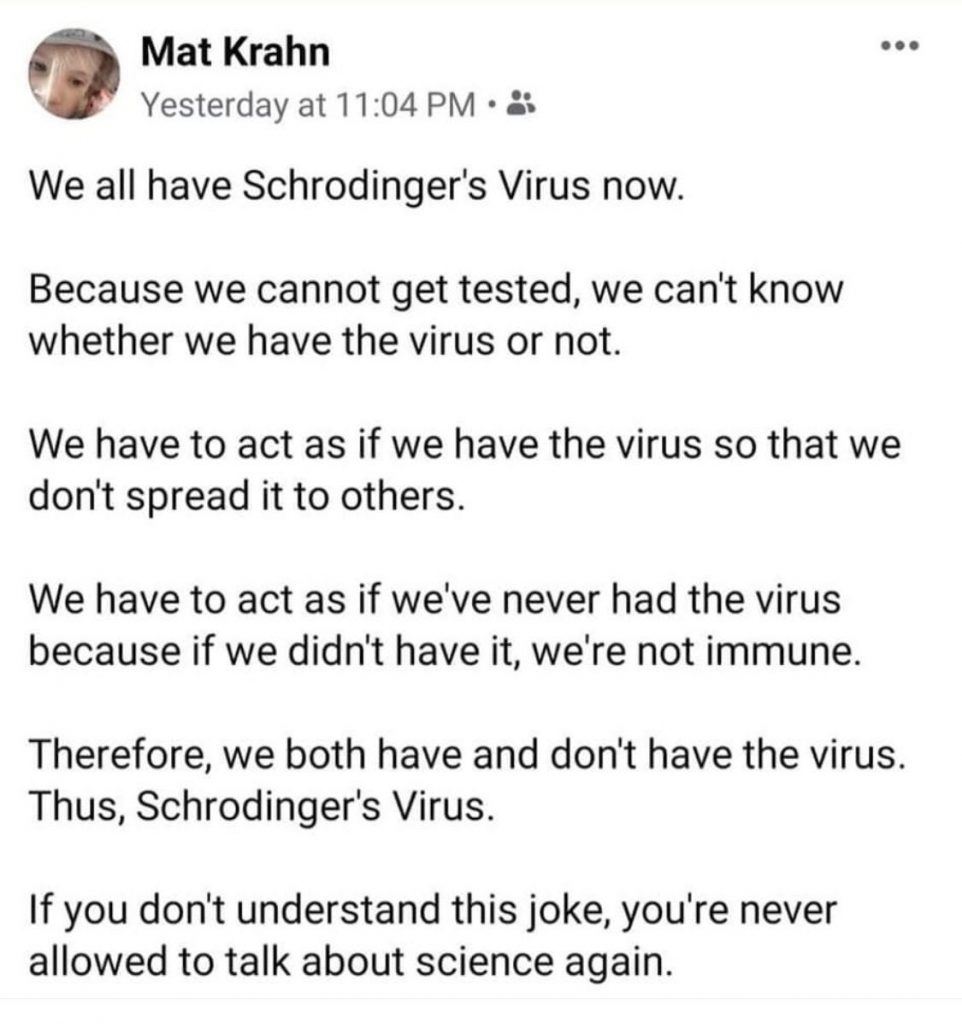 Mat Krahn
Yesterday at 11:04 PM •
We all have Schrodinger's Virus now.
Because we cannot get tested, we can't know
whether we have the virus or not.
We have to act as if we have the virus so that we
don't spread it to others.
We have to act as if we've never had the virus
because if we didn't have it, we're not immune.
Therefore, we both have and don't have the virus.
Thus, Schrodinger's Virus.
If you don't understand this joke, you're never
allowed to talk about science again.